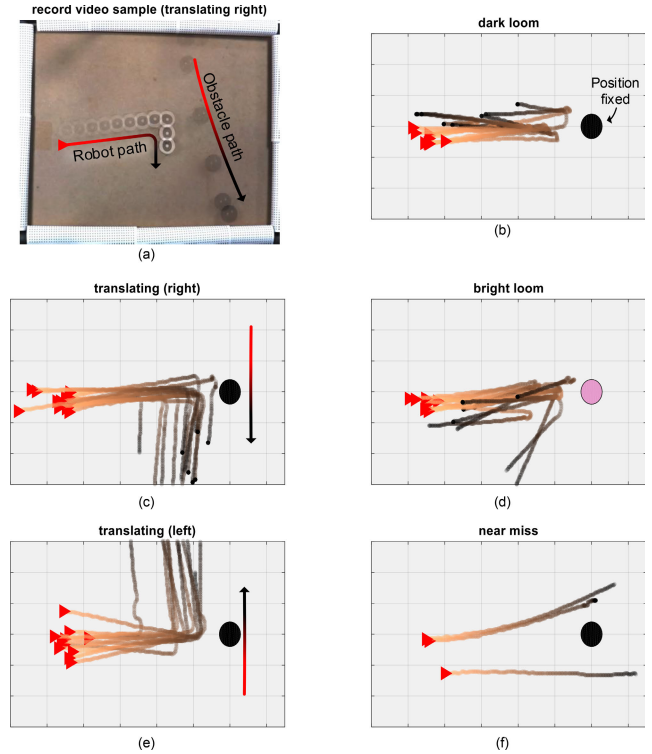 record video sample (translating right)
Obstacle path
Robot path
(a)
dark loom
Position
fixed
(b)
translating (right)
(c)
bright loom
(d)
translating (left)
(e)
near miss
(f)